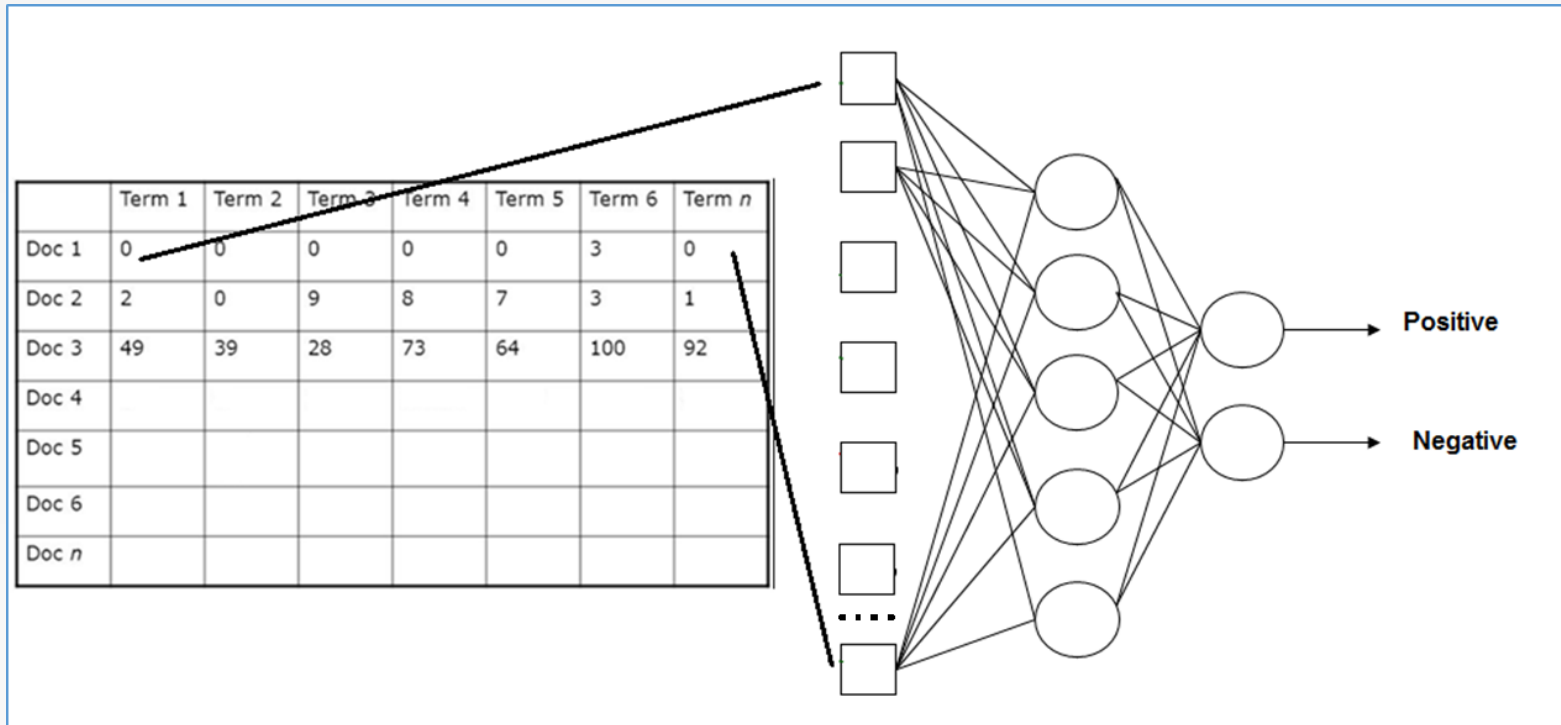 Term 1 Term 2 Term 3 Term 4 Term 5 Term 6 Term n
Doc 1 0 0 0 0 0 3 0
Doc 2 2 0 9 8 7 3 1
Doc 3 49 39 28 73 64 100 92
Doc 4
Doc 5
Doc 6
Doc n
Positive
Negative